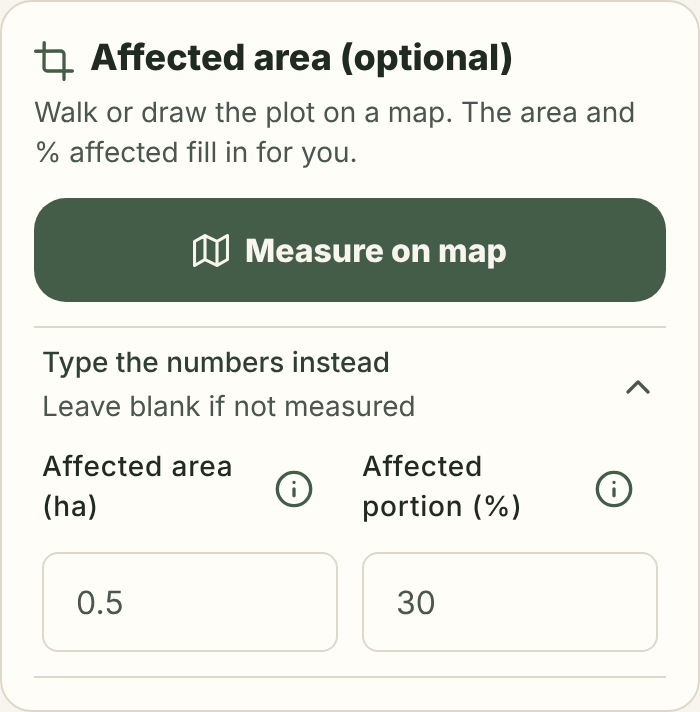 Affected area (optional)
Walk or draw the plot on a map. The area and
% affected fill in for you.
Measure on map
Type the numbers instead
Leave blank if not measured
Affected area
(ha)
Affected
portion (%)
0.5
30